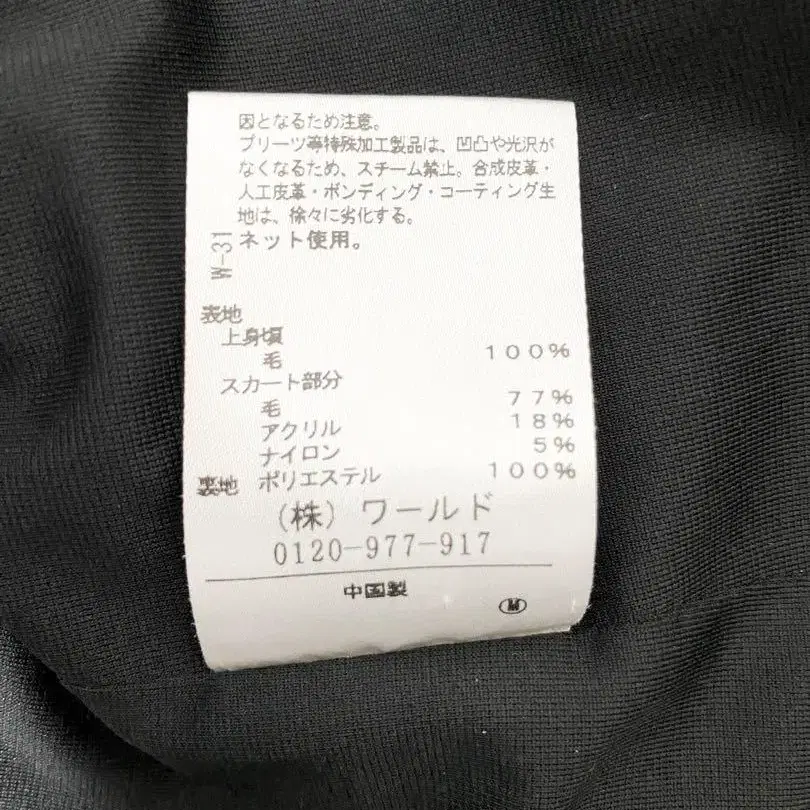 因となるため注意。
プリーツ等特殊加工製品は、凹凸や光沢が
なくなるため、スチーム禁止。合成皮革・
人工皮革・ボンディング・コーティング生
地は、徐々に劣化する。
ネット使用。
W-31
表地
上身頃
毛 100%
スカート部分
毛 77%
アクリル 18%
ナイロン 5%
裏地 ポリエステル 100%
(株) ワールド
0120-977-917
中国製
M